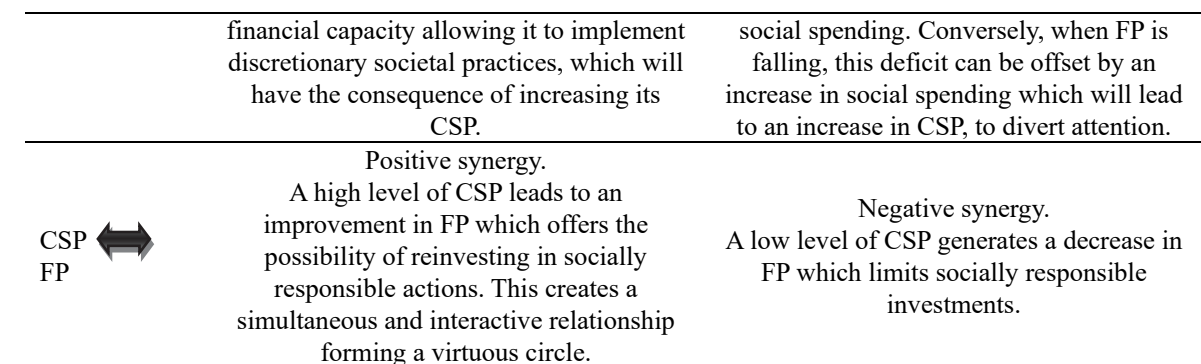 financial capacity allowing it to implement
discretionary societal practices, which will
have the consequence of increasing its
CSP.
social spending. Conversely, when FP is
falling, this deficit can be offset by an
increase in social spending which will lead
to an increase in CSP, to divert attention.
CSP
FP
Positive synergy.
A high level of CSP leads to an
improvement in FP which offers the
possibility of reinvesting in socially
responsible actions. This creates a
simultaneous and interactive relationship
forming a virtuous circle.
Negative synergy.
A low level of CSP generates a decrease in
FP which limits socially responsible
investments.